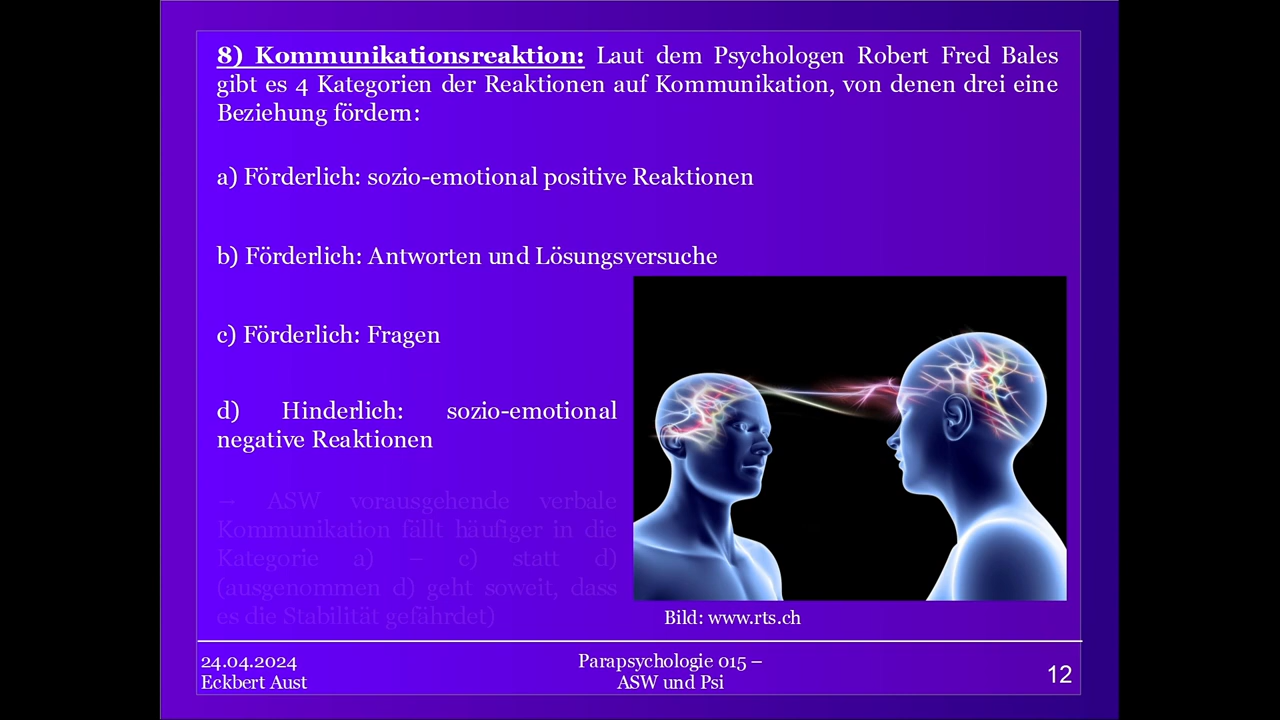 8) Kommunikationsreaktion: Laut dem Psychologen Robert Fred Bales
gibt es 4 Kategorien der Reaktionen auf Kommunikation, von denen drei eine
Beziehung fördern:
a) Förderlich: sozio-emotional positive Reaktionen
b) Förderlich: Antworten und Lösungsversuche
c) Förderlich: Fragen
d) Hinderlich: sozio-emotional
negative Reaktionen
→ ASW vorausgehende verbale
Kommunikation fällt häufiger in die
Kategorie a) – c) statt d)
(ausgenommen d) geht soweit, dass
es die Stabilität gefährdet)
Bild: www.rts.ch
24.04.2024
Eckbert Aust
Parapsychologie 015 –
ASW und Psi
12